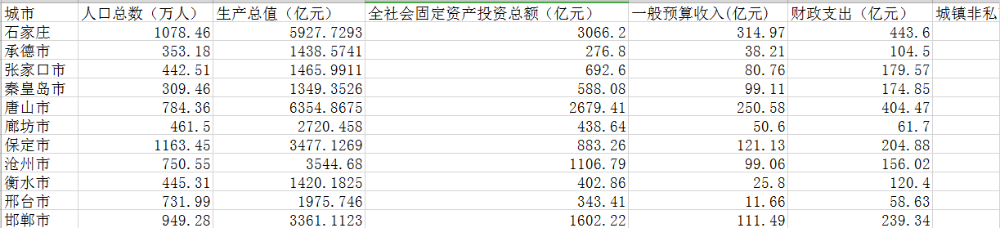 城市 人口总数（万人） 生产总值（亿元） 全社会固定资产投资总额（亿元） 一般预算收入(亿元) 财政支出（亿元） 城镇非私
石家庄 1078.46 5927.7293 3066.2 314.97 443.6
承德市 353.18 1438.5741 276.8 38.21 104.5
张家口市 442.51 1465.9911 692.6 80.76 179.57
秦皇岛市 309.46 1349.3526 588.08 99.11 174.85
唐山市 784.36 6354.8675 2679.41 250.58 404.47
廊坊市 461.5 2720.458 438.64 50.6 61.7
保定市 1163.45 3477.1269 883.26 121.13 204.88
沧州市 750.55 3544.68 1106.79 99.06 156.02
衡水市 445.31 1420.1825 402.86 25.8 120.4
邢台市 731.99 1975.746 343.41 11.66 58.63
邯郸市 949.28 3361.1123 1602.22 111.49 239.34